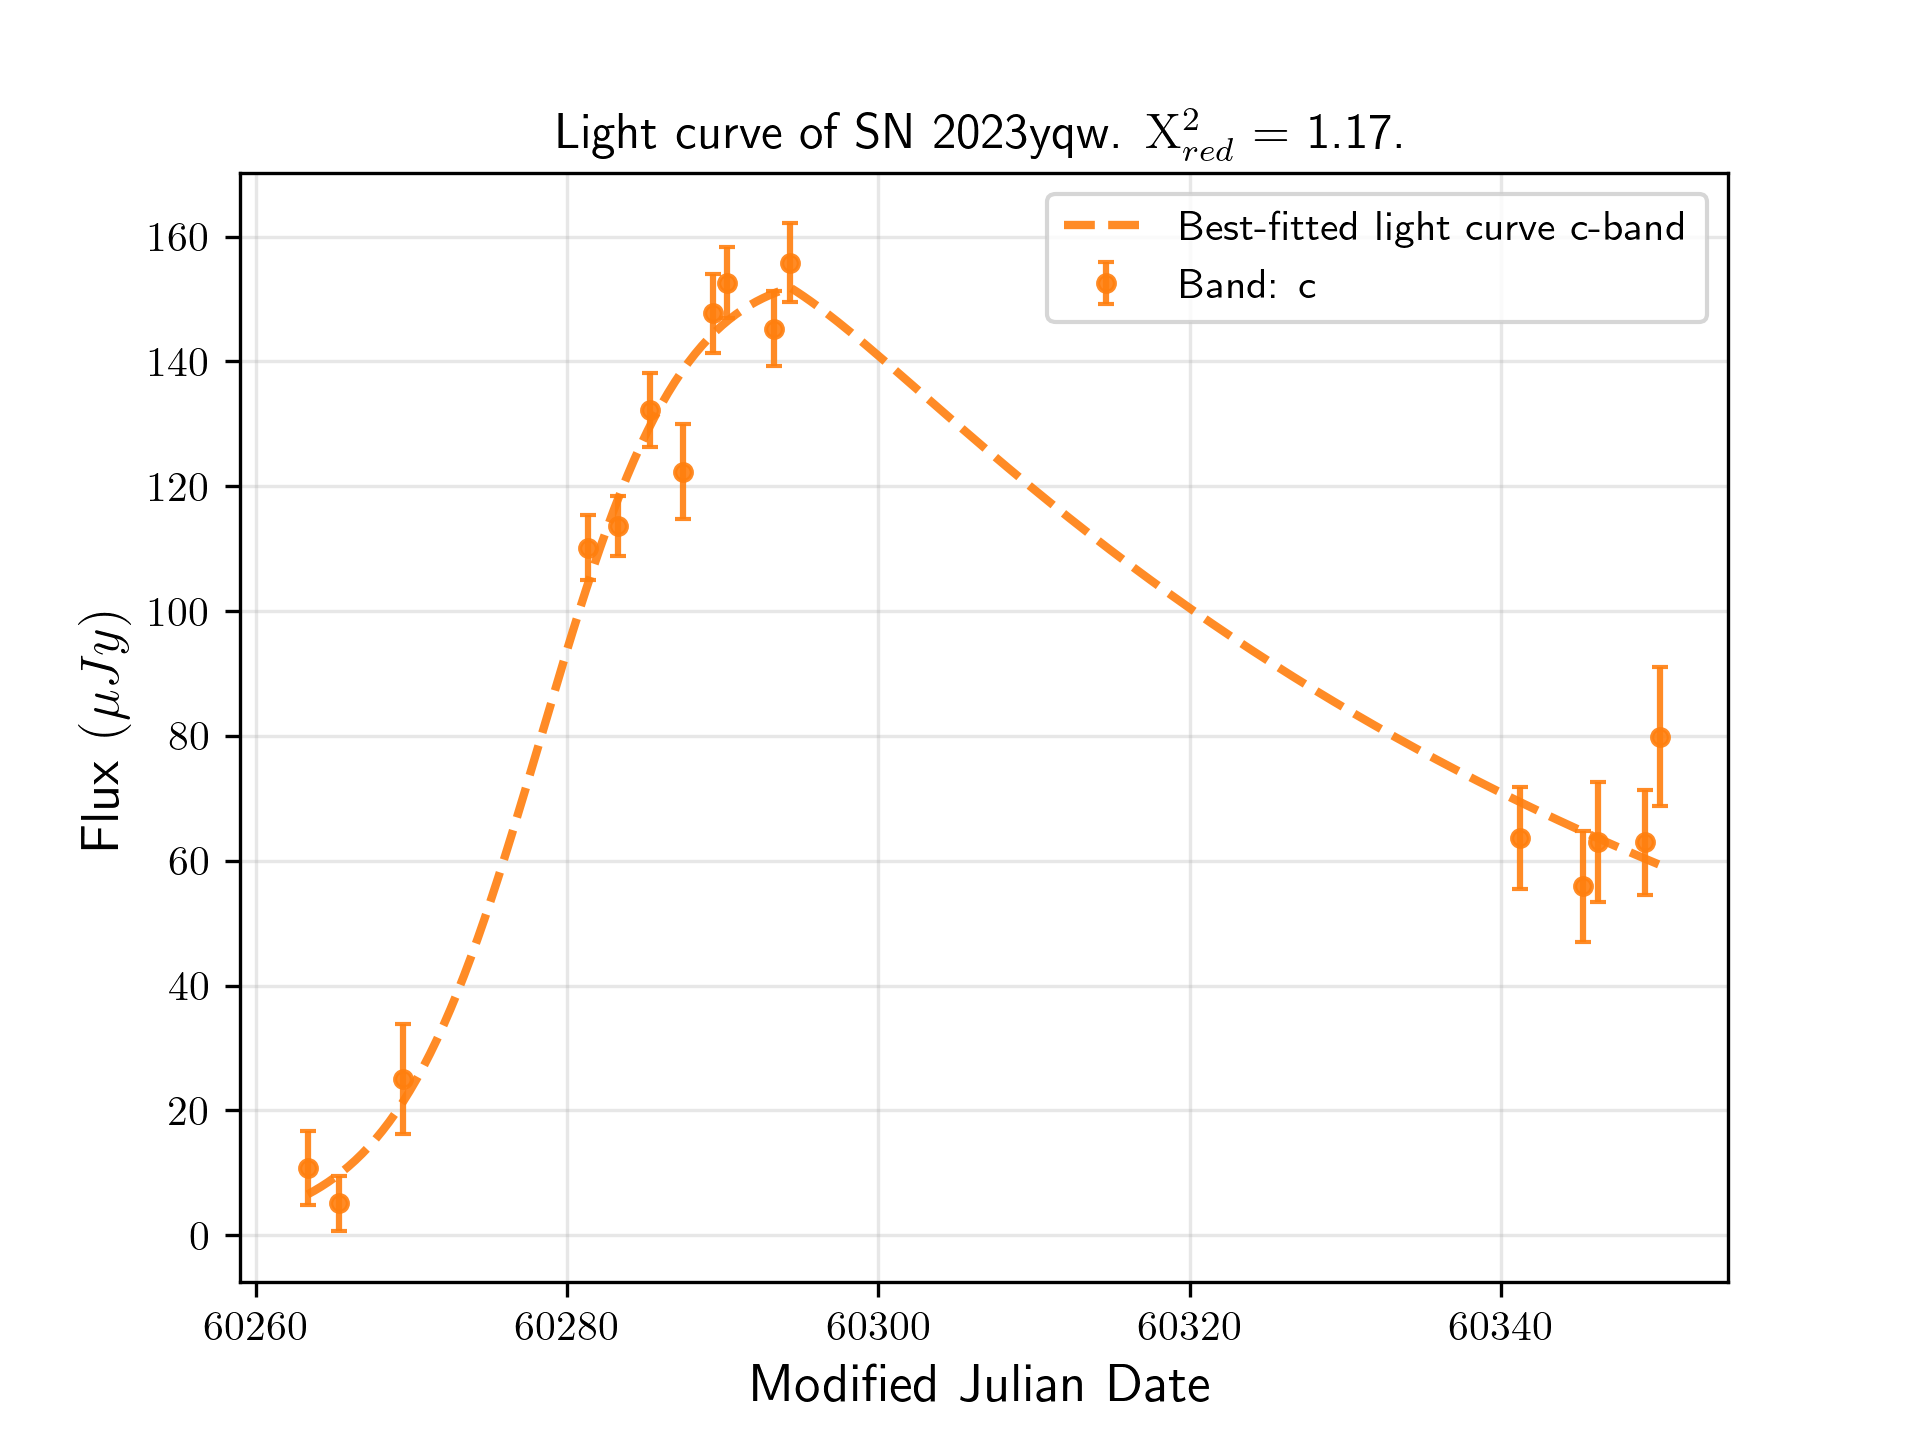 Light curve of SN 2023yqw. X²_red = 1.17.
Best-fitted light curve c-band
Band: c
160
140
120
100
80
60
40
20
0
Flux (μJy)
60260 60280 60300 60320 60340
Modified Julian Date